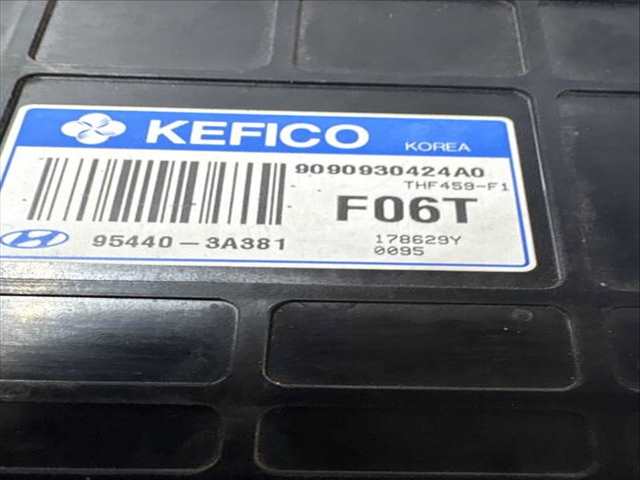 KEFICO KOREA
9090930424A0
THF459-F1
F06T
95440-3A381
178629Y
0095